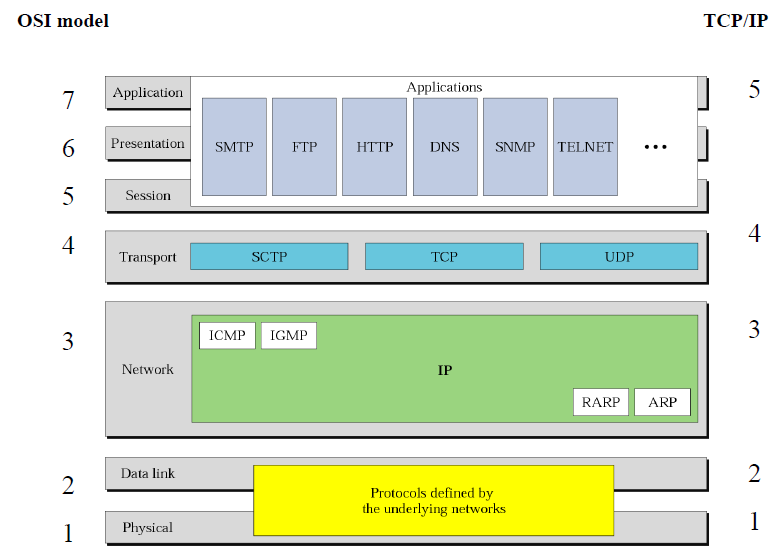 OSI model
TCP/IP
Applications
7
Application
5
SMTP
FTP
HTTP
DNS
SNMP
TELNET
...
6
Presentation
5
Session
4
Transport
SCTP
TCP
UDP
4
3
Network
ICMP
IGMP
IP
RARP
ARP
3
2
Data link
2
Protocols defined by
the underlying networks
1
Physical
1